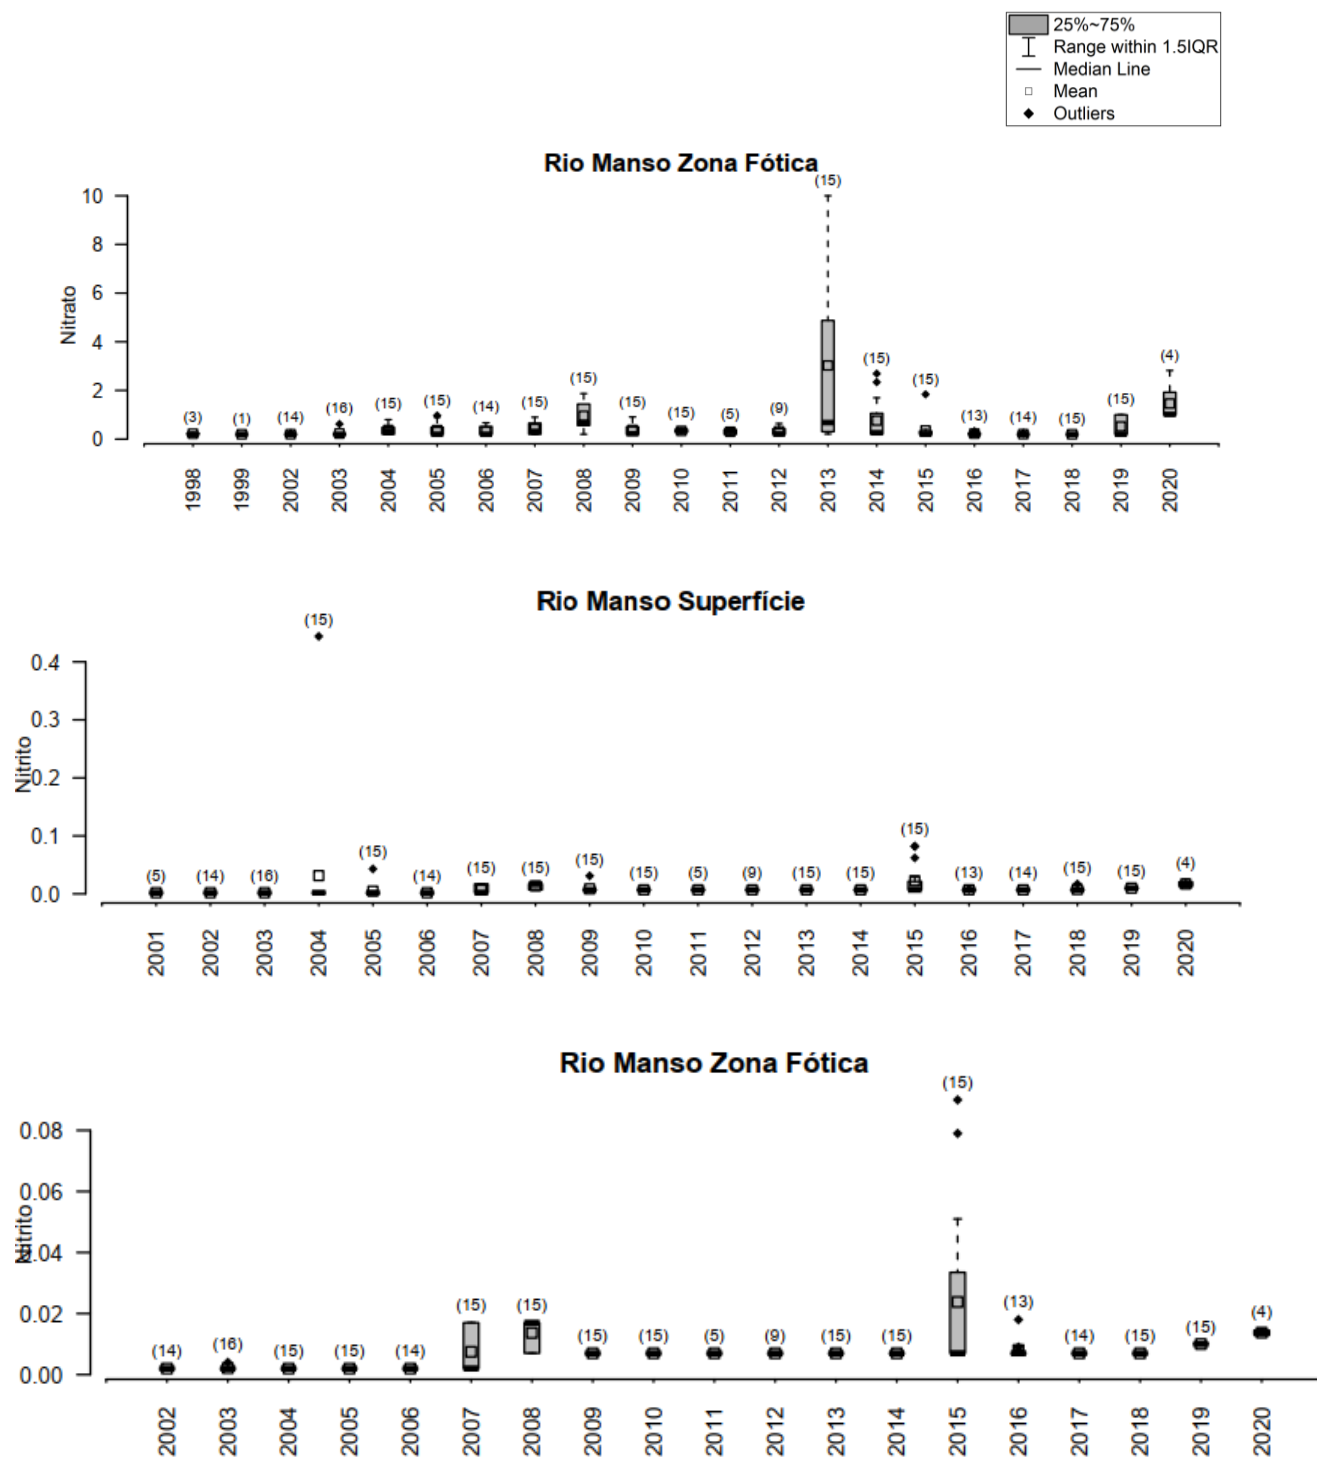 25%~75%
Range within 1.5IQR
Median Line
Mean
Outliers
Rio Manso Zona Fótica
Nitrato
10
8
6
4
2
0
(3) (1) (14) (16) (15) (15) (14) (15) (15) (15) (15) (5) (9) (15) (15) (15) (13) (14) (15) (15) (4)
1998 1999 2002 2003 2004 2005 2006 2007 2008 2009 2010 2011 2012 2013 2014 2015 2016 2017 2018 2019 2020
Rio Manso Superfície
Nitrito
0.4
0.3
0.2
0.1
0.0
(5) (14) (16) (15) (15) (14) (15) (15) (15) (15) (5) (9) (15) (15) (15) (13) (14) (15) (15) (4)
2001 2002 2003 2004 2005 2006 2007 2008 2009 2010 2011 2012 2013 2014 2015 2016 2017 2018 2019 2020
Rio Manso Zona Fótica
Nitrito
0.08
0.06
0.04
0.02
0.00
(14) (16) (15) (15) (14) (15) (15) (15) (15) (5) (9) (15) (15) (15) (13) (14) (15) (15) (4)
2002 2003 2004 2005 2006 2007 2008 2009 2010 2011 2012 2013 2014 2015 2016 2017 2018 2019 2020